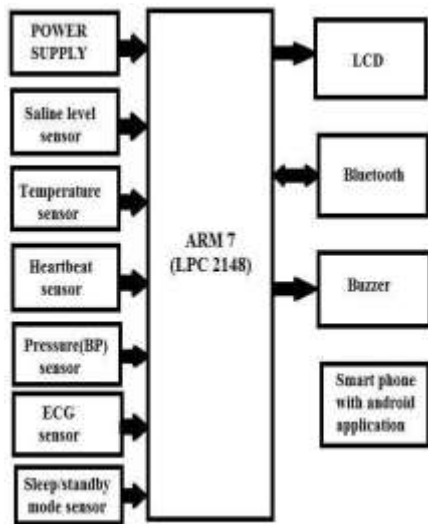 POWER
SUPPLY
Saline level
sensor
Temperature
sensor
Heartbeat
sensor
Pressure(BP)
sensor
ECG
sensor
Sleep/standby
mode sensor
ARM 7
(LPC 2148)
LCD
Bluetooth
Buzzer
Smart phone
with android
application